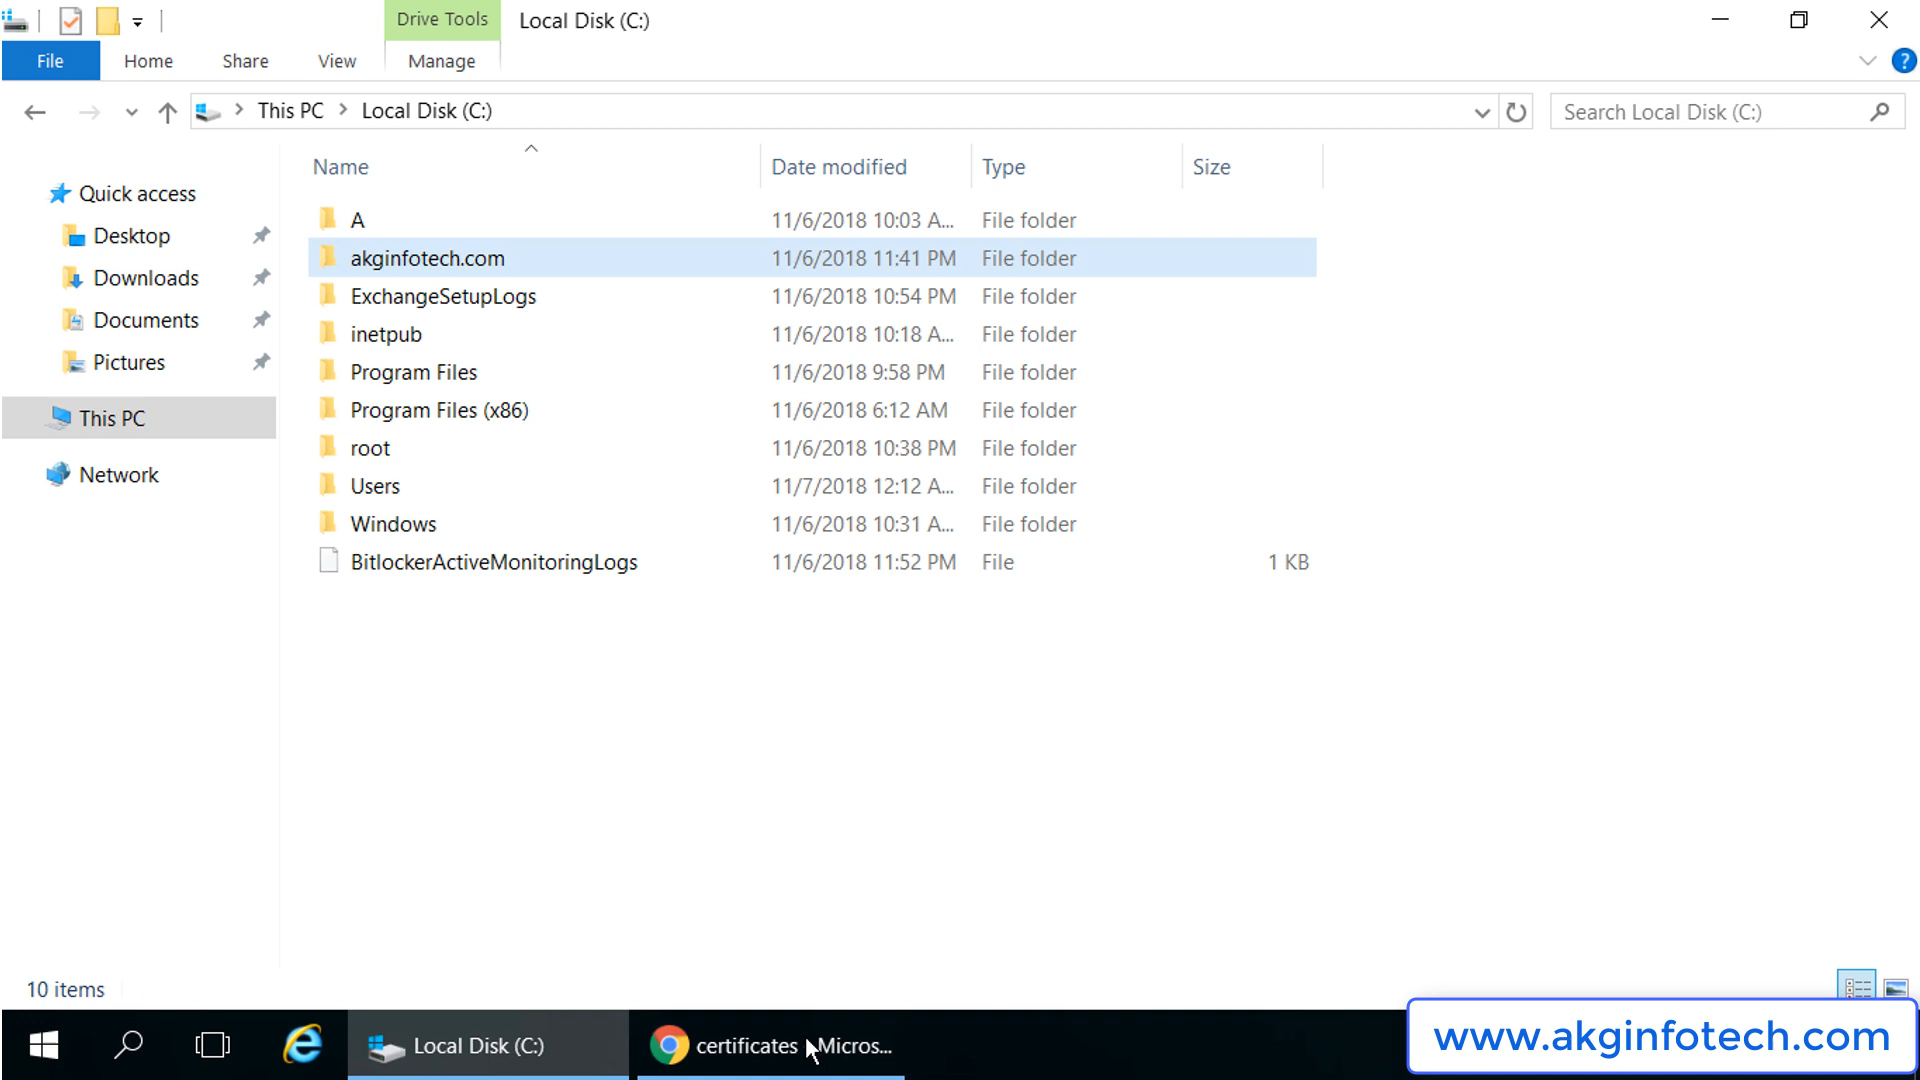 Drive Tools Local Disk (C:)
File Home Share View Manage ?
This PC Local Disk (C:) Search Local Disk (C:)
Name Date modified Type Size
Quick access
Desktop
Downloads
Documents
Pictures
This PC
Network
A 11/6/2018 10:03 A... File folder
akginfotech.com 11/6/2018 11:41 PM File folder
ExchangeSetupLogs 11/6/2018 10:54 PM File folder
inetpub 11/6/2018 10:18 A... File folder
Program Files 11/6/2018 9:58 PM File folder
Program Files (x86) 11/6/2018 6:12 AM File folder
root 11/6/2018 10:38 PM File folder
Users 11/7/2018 12:12 A... File folder
Windows 11/6/2018 10:31 A... File folder
BitlockerActiveMonitoringLogs 11/6/2018 11:52 PM File 1 KB
10 items
Local Disk (C:) certificates Micros...
www.akginfotech.com